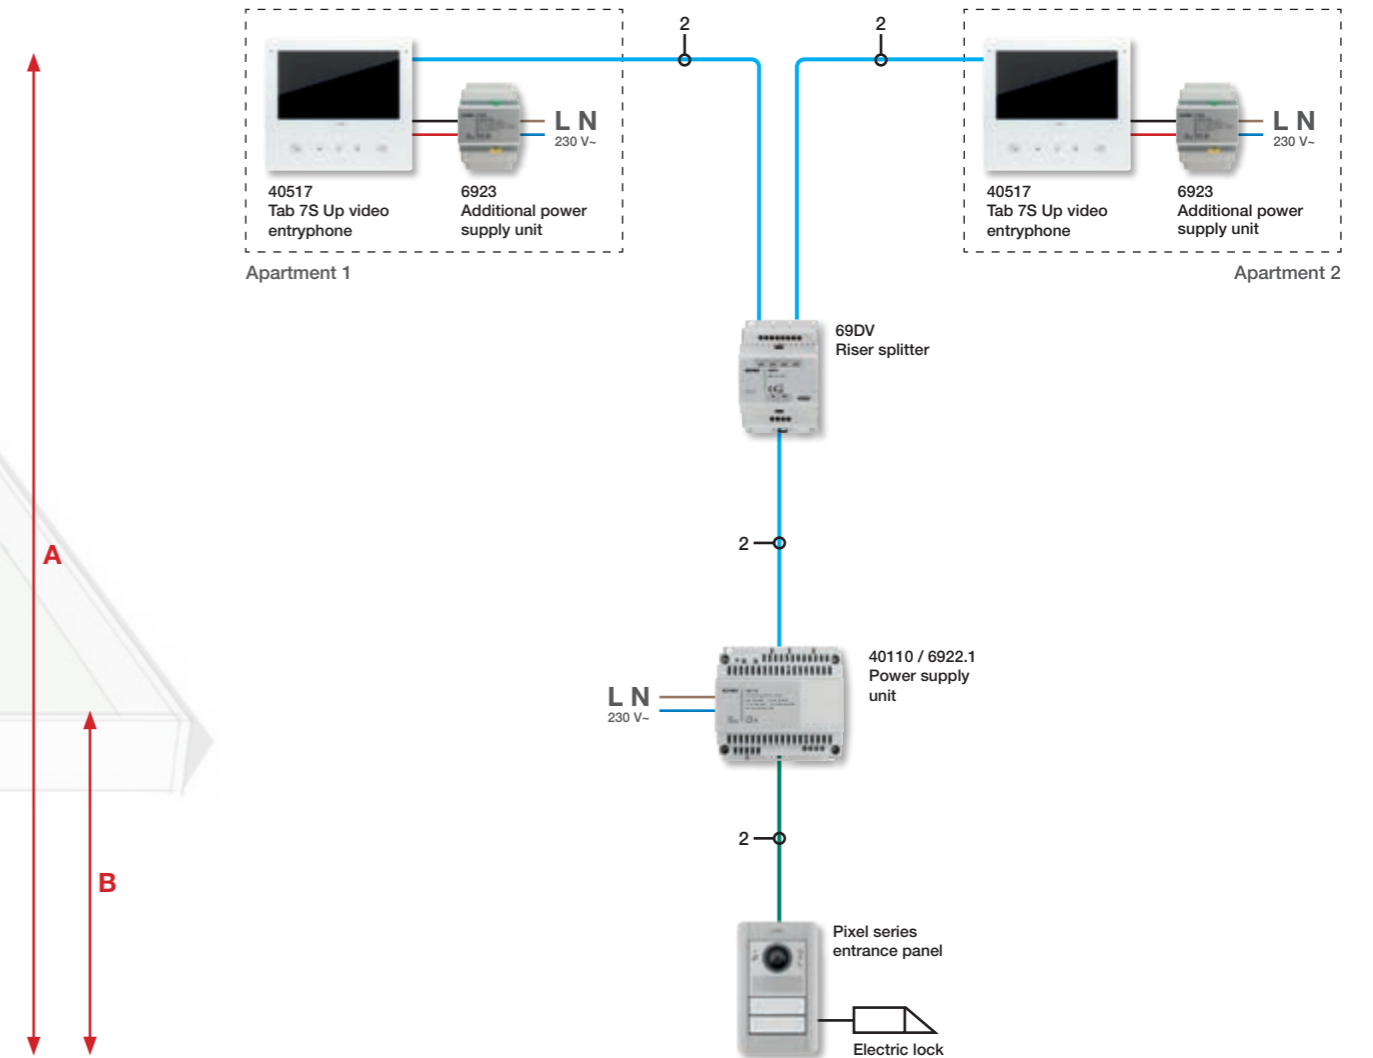 2
2
L N
230 V~
L N
230 V~
40517
Tab 7S Up video
entryphone
6923
Additional power
supply unit
40517
Tab 7S Up video
entryphone
6923
Additional power
supply unit
Apartment 1
Apartment 2
69DV
Riser splitter
A
2
40110 / 6922.1
Power supply
unit
L N
230 V~
2
B
Pixel series
entrance panel
Electric lock